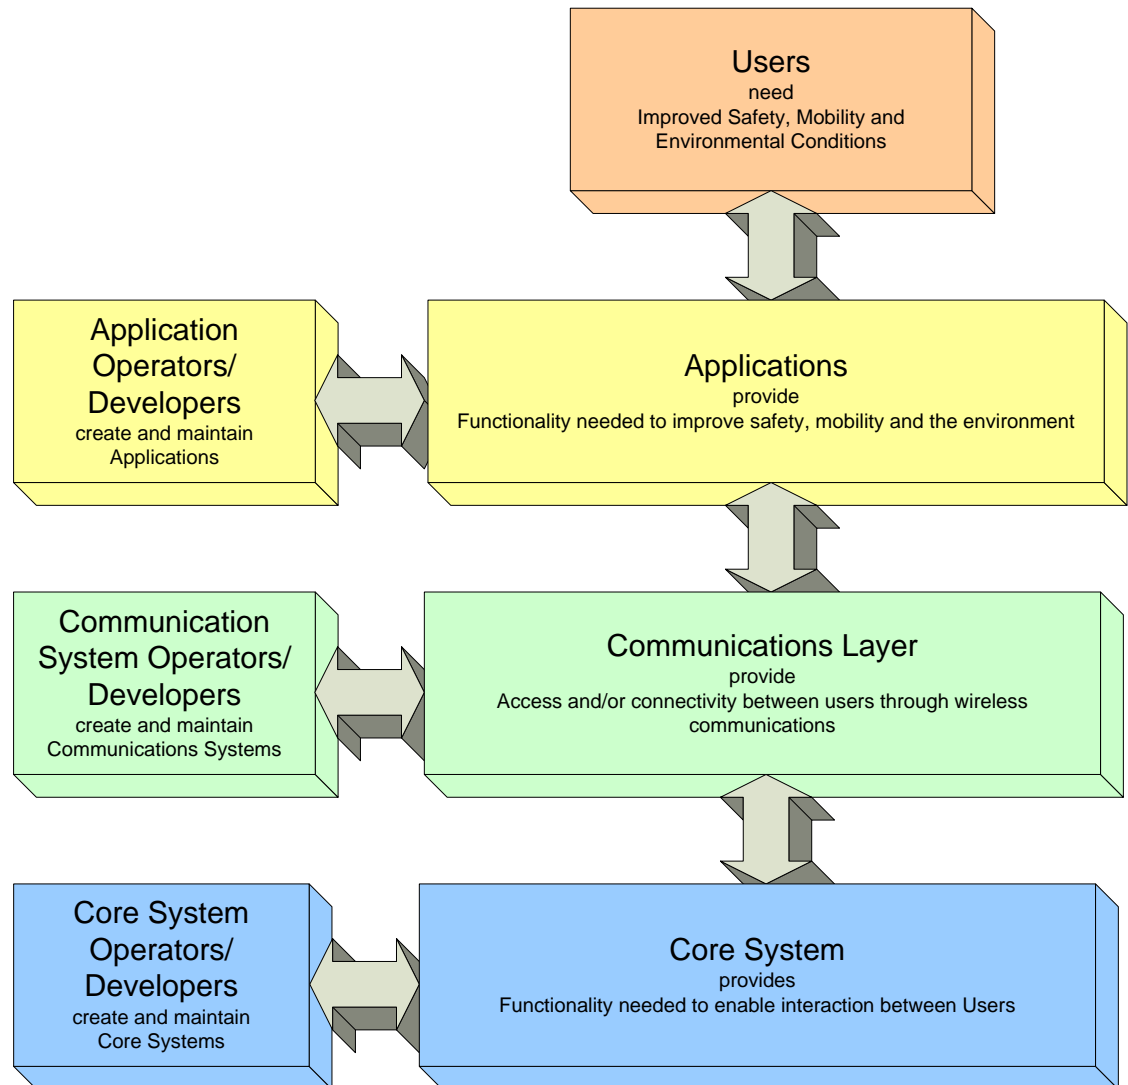 Users
need
Improved Safety, Mobility and
Environmental Conditions
Application
Operators/
Developers
create and maintain
Applications
Applications
provide
Functionality needed to improve safety, mobility and the environment
Communication
System Operators/
Developers
create and maintain
Communications Systems
Communications Layer
provide
Access and/or connectivity between users through wireless
communications
Core System
Operators/
Developers
create and maintain
Core Systems
Core System
provides
Functionality needed to enable interaction between Users